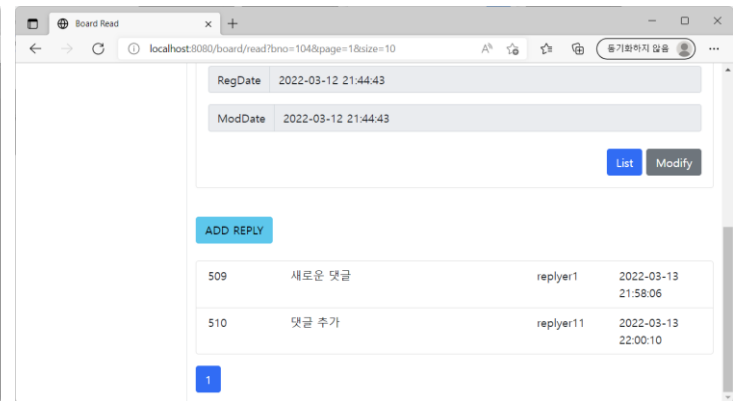 Board Read
localhost:8080/board/read?bno=104&page=1&size=10
동기화하지 않음
RegDate 2022-03-12 21:44:43
ModDate 2022-03-12 21:44:43
List Modify
ADD REPLY
509 새로운 댓글 replyer1 2022-03-13
21:58:06
510 댓글 추가 replyer11 2022-03-13
22:00:10
1